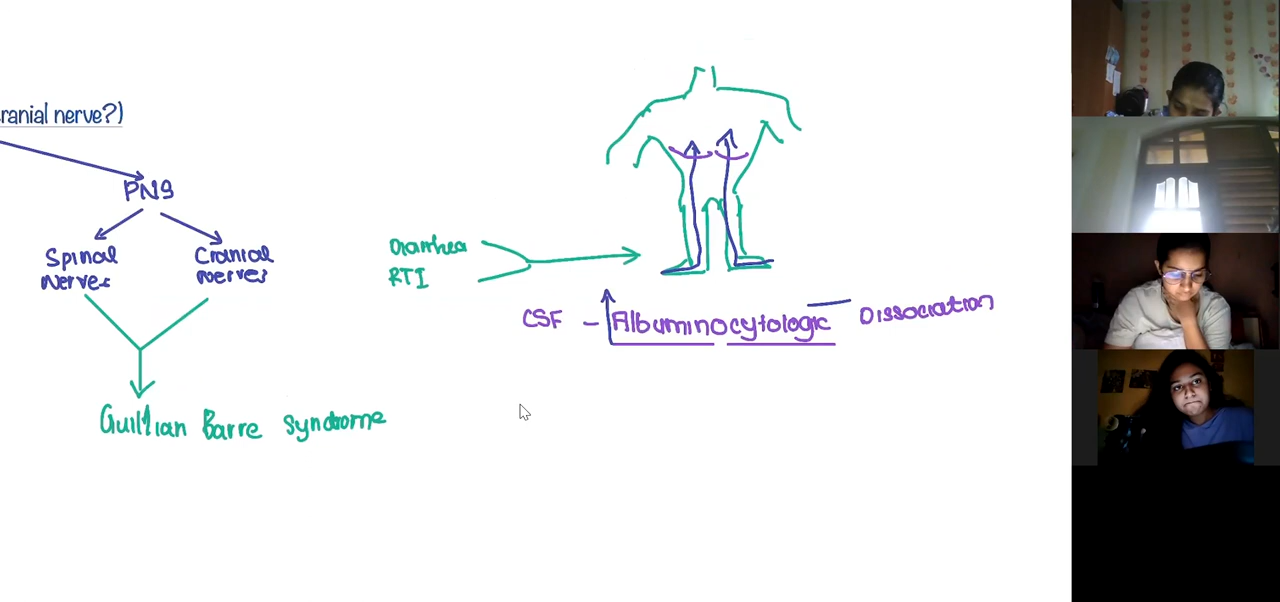 ranial nerve?)
PNS
Spinal
nerves
Cranial
nerves
Diarrhea
RTI
CSF – Albuminocytologic Dissociation
Guillian Barre Syndrome